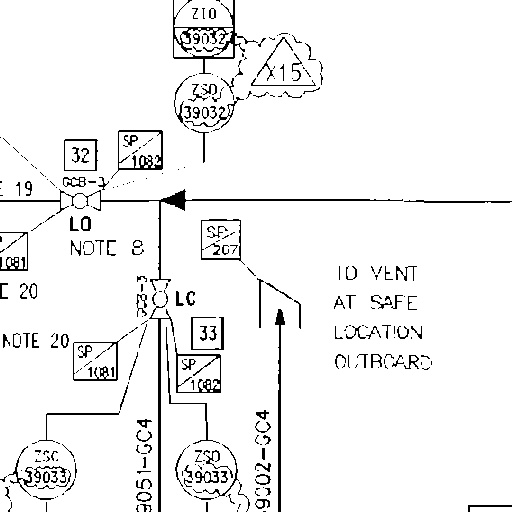 ZIO
39032
X15
ZSO
39032
SP
1082
32
GCB-3
E 19
LO
NOTE 8
SP
207
1081
E 20
TO VENT
AT SAFE
LOCATION
OUTBOARD
LC
33
NOTE 20
SP
1081
SP
1082
9051-GC4
9002-GC4
ZSC
39033
ZSO
39033